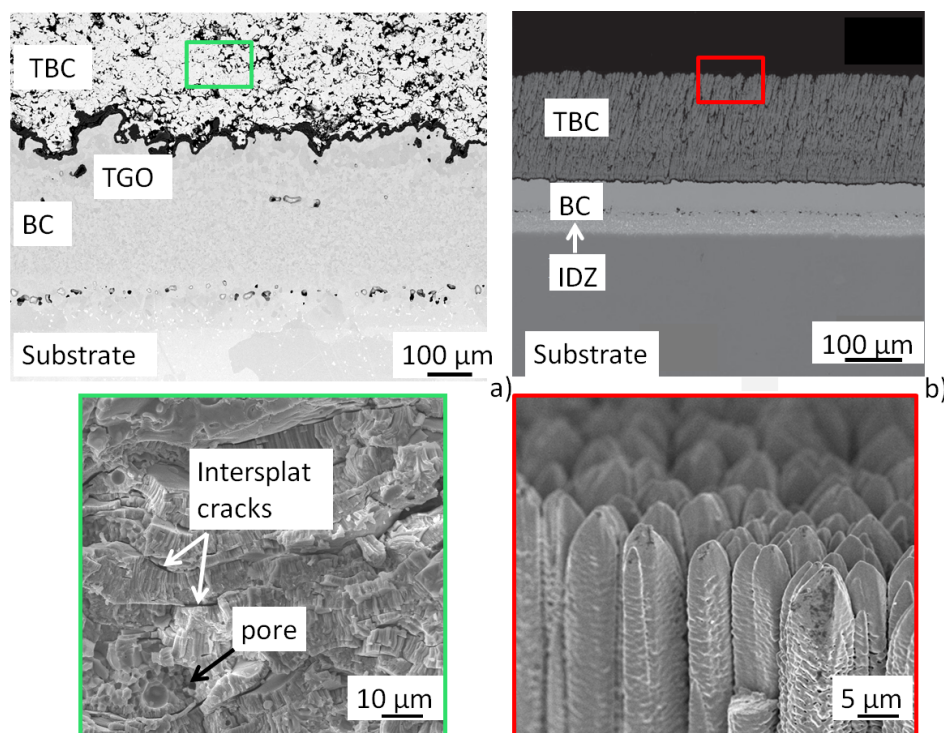 TBC
TGO
BC
Substrate
100 µm
a)
TBC
BC
IDZ
Substrate
100 µm
b)
Intersplat
cracks
pore
10 µm
5 µm